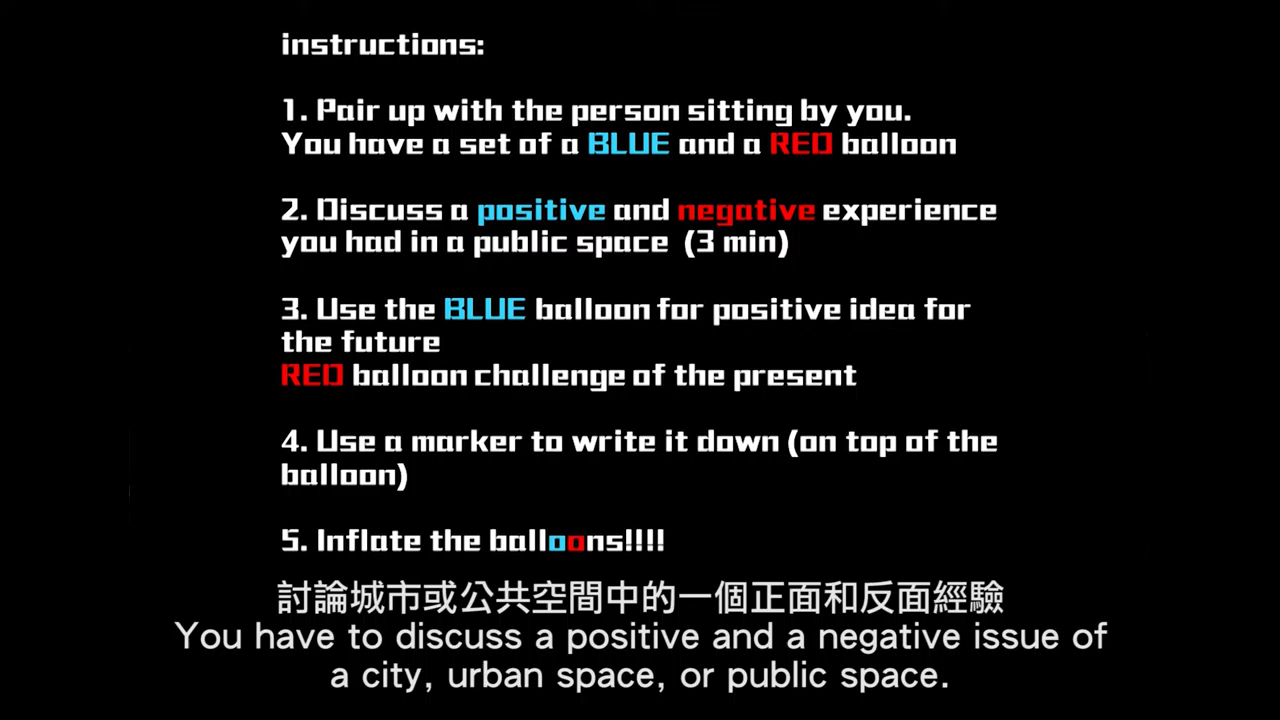 instructions:
1. Pair up with the person sitting by you.
You have a set of a BLUE and a RED balloon
2. Discuss a positive and negative experience
you had in a public space (3 min)
3. Use the BLUE balloon for positive idea for
the future
RED balloon challenge of the present
4. Use a marker to write it down (on top of the
balloon)
5. Inflate the balloons!!!!
討論城市或公共空間中的一個正面和反面經驗
You have to discuss a positive and a negative issue of
a city, urban space, or public space.